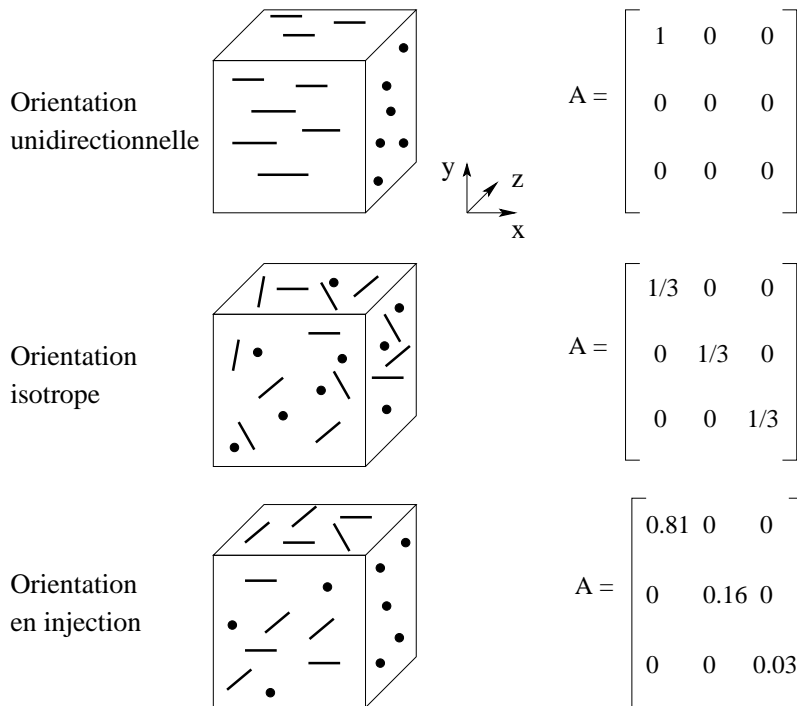 1 0 0
Orientation
unidirectionnelle
A =
0 0 0
0 0 0
y
z
x
1/3 0 0
Orientation
isotrope
A =
0 1/3 0
0 0 1/3
0.81 0 0
Orientation
en injection
A =
0 0.16 0
0 0 0.03